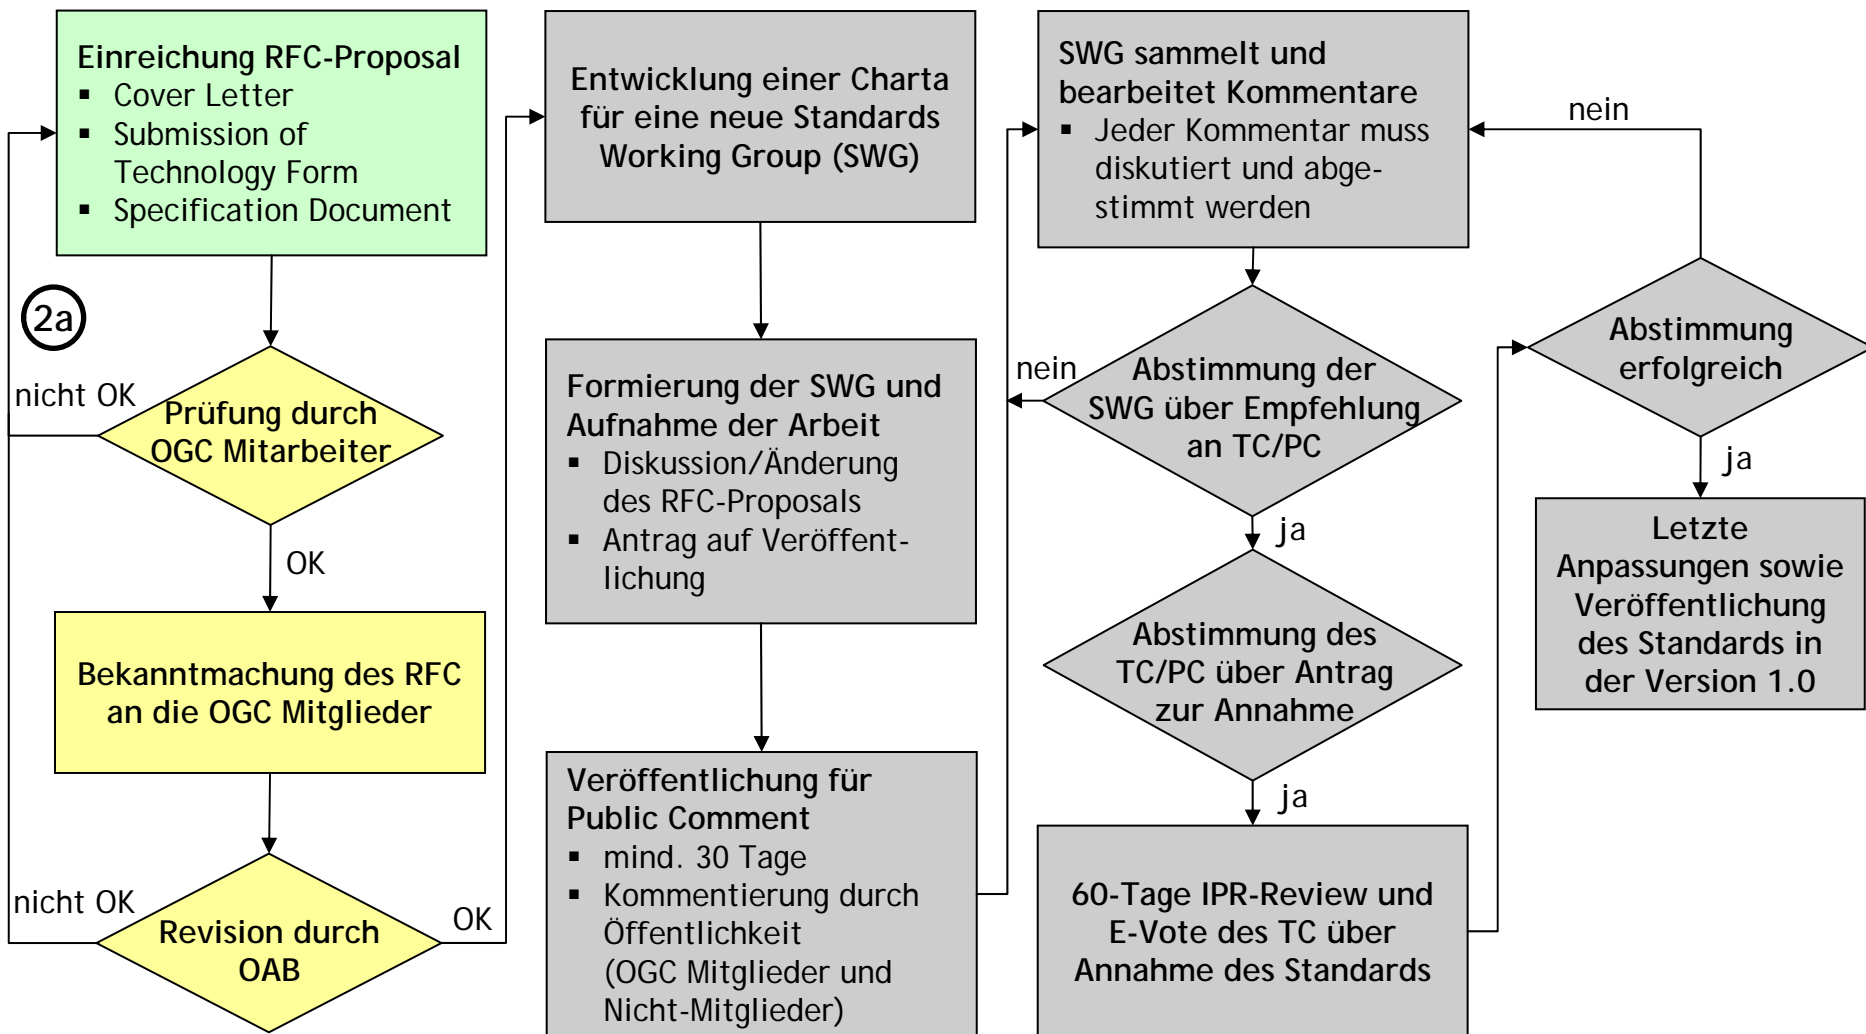 Einreichung RFC-Proposal
▪ Cover Letter
▪ Submission of
Technology Form
▪ Specification Document
2a
nicht OK
Prüfung durch
OGC Mitarbeiter
OK
Bekanntmachung des RFC
an die OGC Mitglieder
nicht OK
Revision durch
OAB
OK
Entwicklung einer Charta
für eine neue Standards
Working Group (SWG)
Formierung der SWG und
Aufnahme der Arbeit
▪ Diskussion/Änderung
des RFC-Proposals
▪ Antrag auf Veröffent-
lichung
Veröffentlichung für
Public Comment
▪ mind. 30 Tage
▪ Kommentierung durch
Öffentlichkeit
(OGC Mitglieder und
Nicht-Mitglieder)
SWG sammelt und
bearbeitet Kommentare
▪ Jeder Kommentar muss
diskutiert und abge-
stimmt werden
nein
Abstimmung der
SWG über Empfehlung
an TC/PC
ja
Abstimmung des
TC/PC über Antrag
zur Annahme
ja
60-Tage IPR-Review und
E-Vote des TC über
Annahme des Standards
nein
Abstimmung
erfolgreich
ja
Letzte
Anpassungen sowie
Veröffentlichung
des Standards in
der Version 1.0